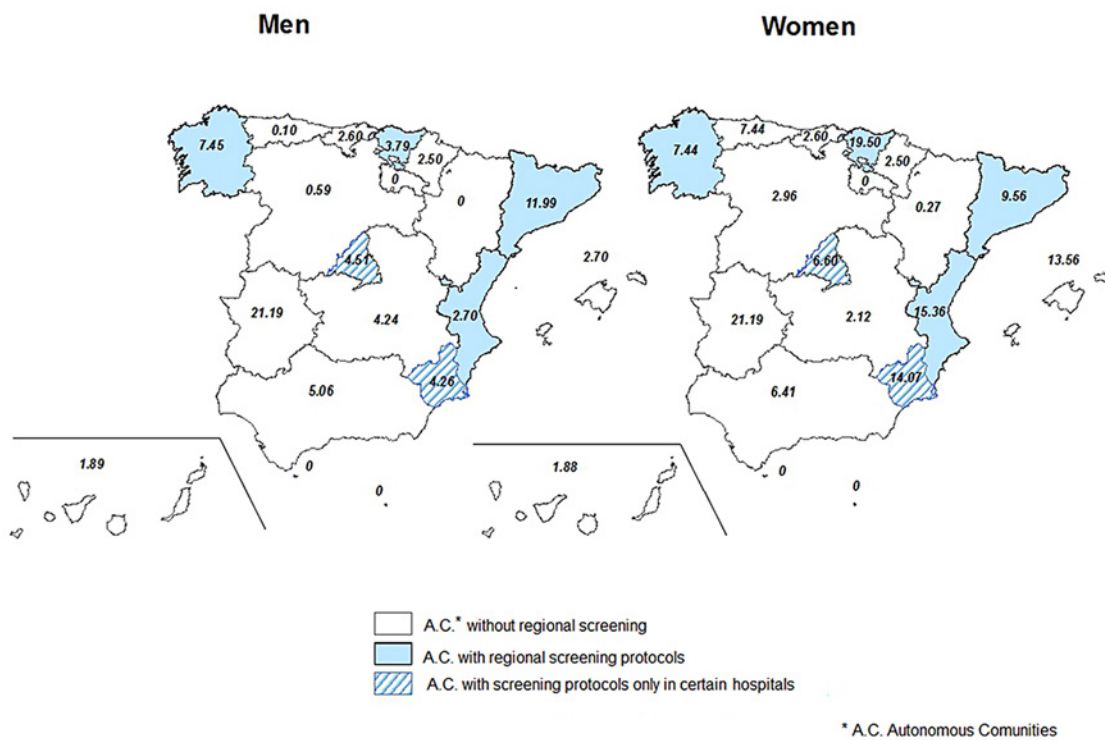 Men Women
0.10 2.60 3.79 7.45 2.50
0 0.59 0 11.99
4.51 2.70
21.19 4.24 2.70
5.06 4.26
1.89 0
0
7.44 2.60 19.50 7.44 2.50
0 2.96 0.27 9.56
6.60 13.56
21.19 2.12 15.36
6.41 14.07
1.88 0
0
A.C.* without regional screening
A.C. with regional screening protocols
A.C. with screening protocols only in certain hospitals
* A.C. Autonomous Comunities